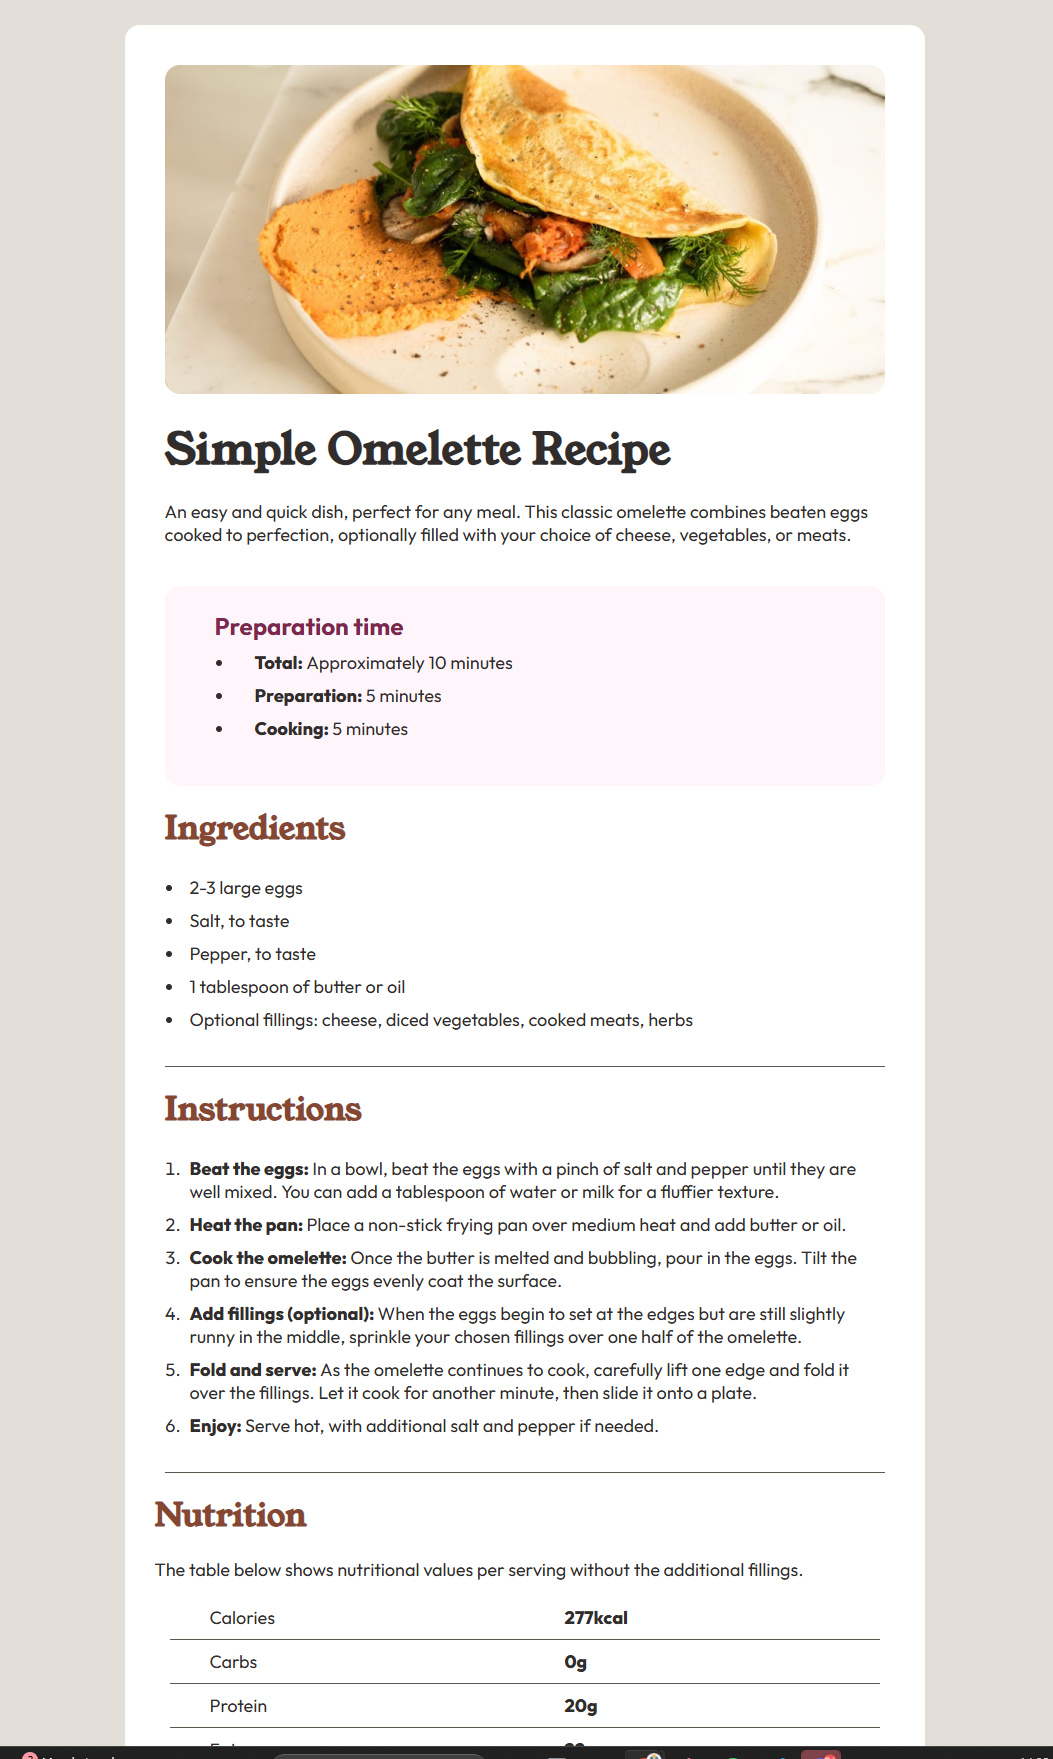 Simple Omelette Recipe
An easy and quick dish, perfect for any meal. This classic omelette combines beaten eggs
cooked to perfection, optionally filled with your choice of cheese, vegetables, or meats.
Preparation time
• Total: Approximately 10 minutes
• Preparation: 5 minutes
• Cooking: 5 minutes
Ingredients
• 2-3 large eggs
• Salt, to taste
• Pepper, to taste
• 1 tablespoon of butter or oil
• Optional fillings: cheese, diced vegetables, cooked meats, herbs
Instructions
1. Beat the eggs: In a bowl, beat the eggs with a pinch of salt and pepper until they are
well mixed. You can add a tablespoon of water or milk for a fluffier texture.
2. Heat the pan: Place a non-stick frying pan over medium heat and add butter or oil.
3. Cook the omelette: Once the butter is melted and bubbling, pour in the eggs. Tilt the
pan to ensure the eggs evenly coat the surface.
4. Add fillings (optional): When the eggs begin to set at the edges but are still slightly
runny in the middle, sprinkle your chosen fillings over one half of the omelette.
5. Fold and serve: As the omelette continues to cook, carefully lift one edge and fold it
over the fillings. Let it cook for another minute, then slide it onto a plate.
6. Enjoy: Serve hot, with additional salt and pepper if needed.
Nutrition
The table below shows nutritional values per serving without the additional fillings.
Calories 277kcal
Carbs 0g
Protein 20g